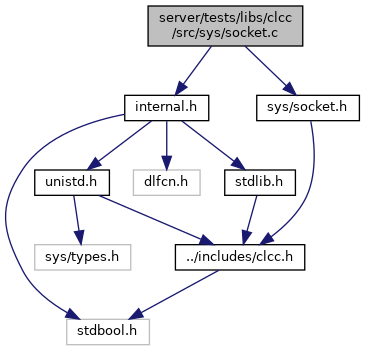 server/tests/libs/clcc
/src/sys/socket.c
internal.h
sys/socket.h
unistd.h
dlfcn.h
stdlib.h
sys/types.h
../includes/clcc.h
stdbool.h